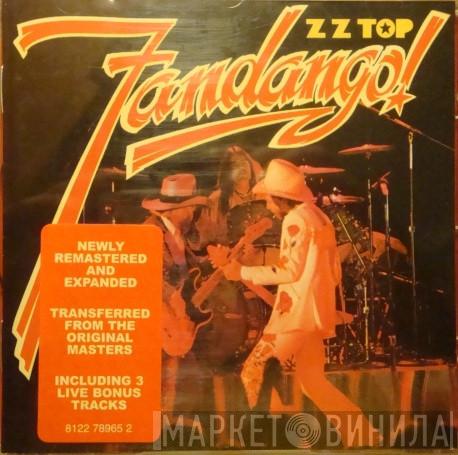 ZZ TOP
Fandango!
NEWLY
REMASTERED
AND
EXPANDED
TRANSFERRED
FROM THE
ORIGINAL
MASTERS
INCLUDING 3
LIVE BONUS
TRACKS
8122 78965 2
МАРКЕТ ВИНИЛА